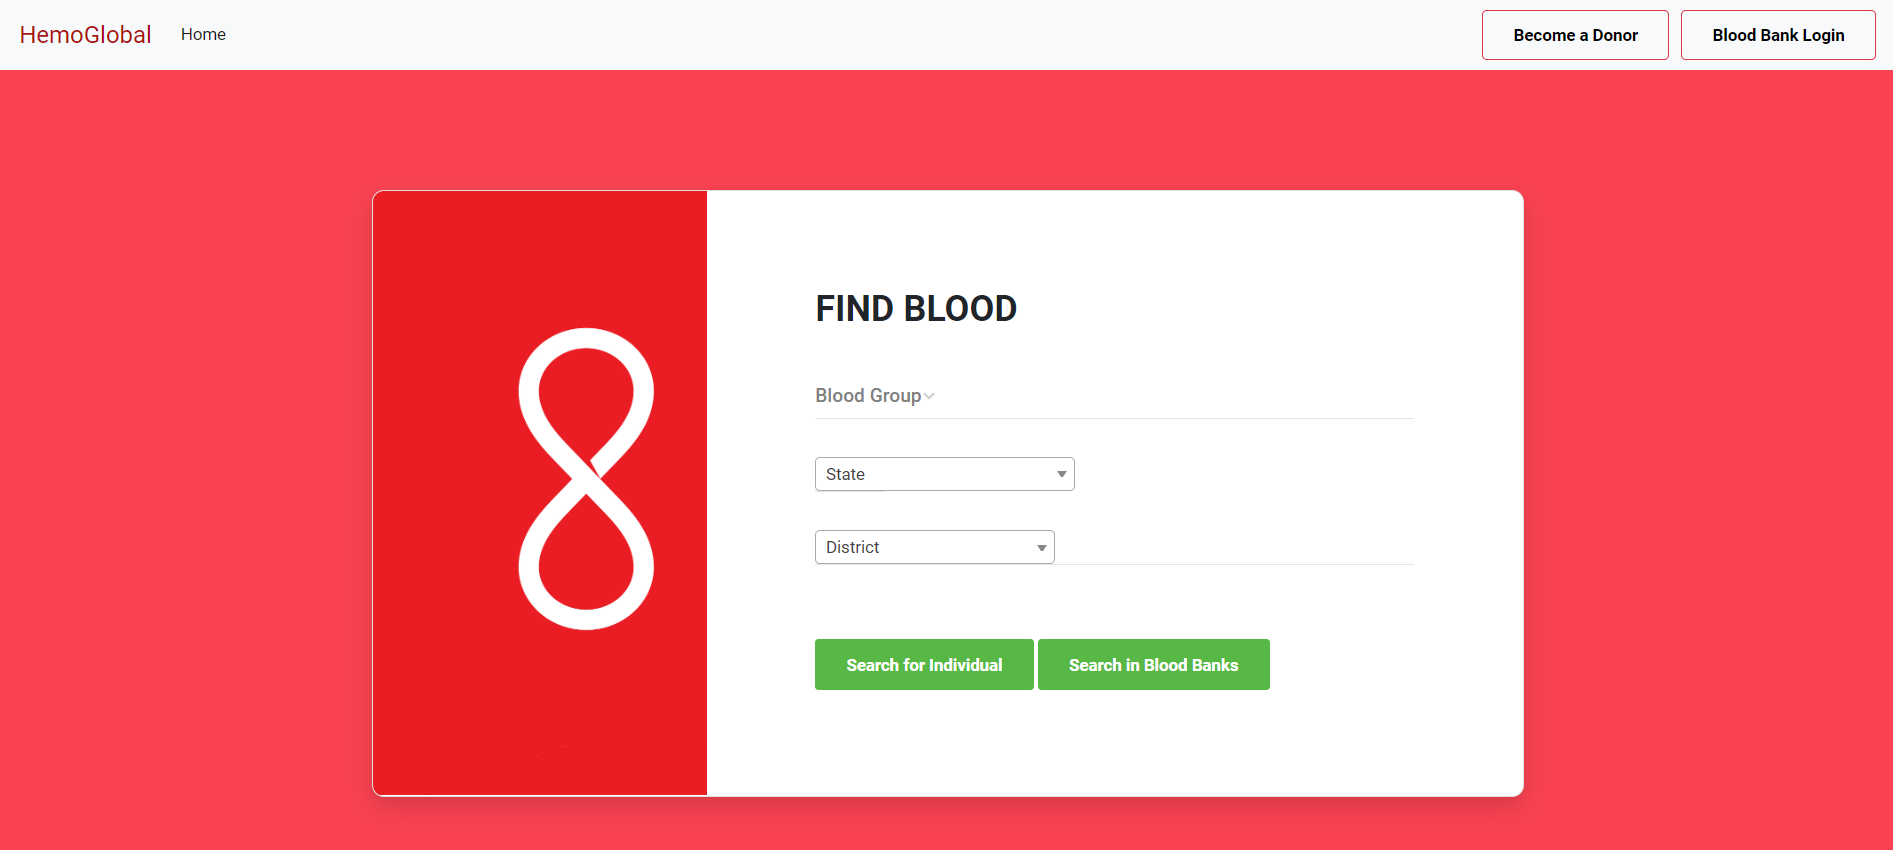 HemoGlobal Home Become a Donor Blood Bank Login
FIND BLOOD
Blood Group
State
District
Search for Individual Search in Blood Banks